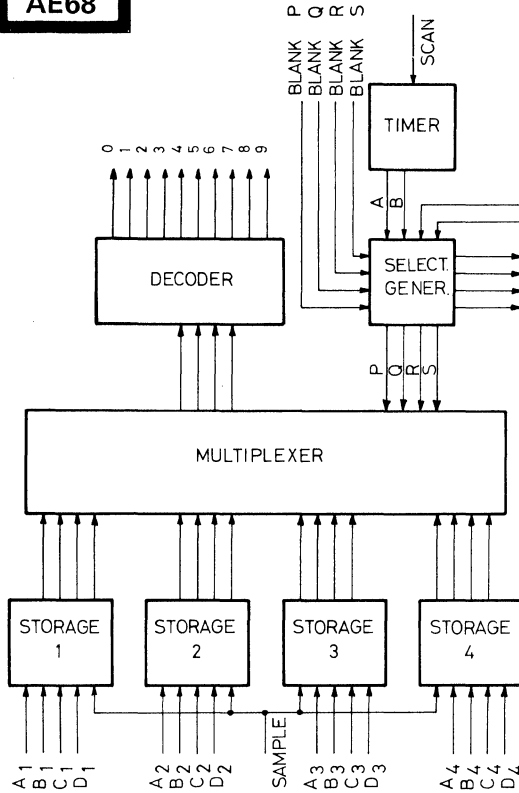 AE68
P Q R S
BLANK BLANK BLANK BLANK
SCAN
TIMER
0 1 2 3 4 5 6 7 8 9
A
B
DECODER
SELECT.
GENER.
P Q R S
MULTIPLEXER
STORAGE
1
STORAGE
2
STORAGE
3
STORAGE
4
A1 B1 C1 D1
A2 B2 C2 D2
SAMPLE
A3 B3 C3 D3
A4 B4 C4 D4